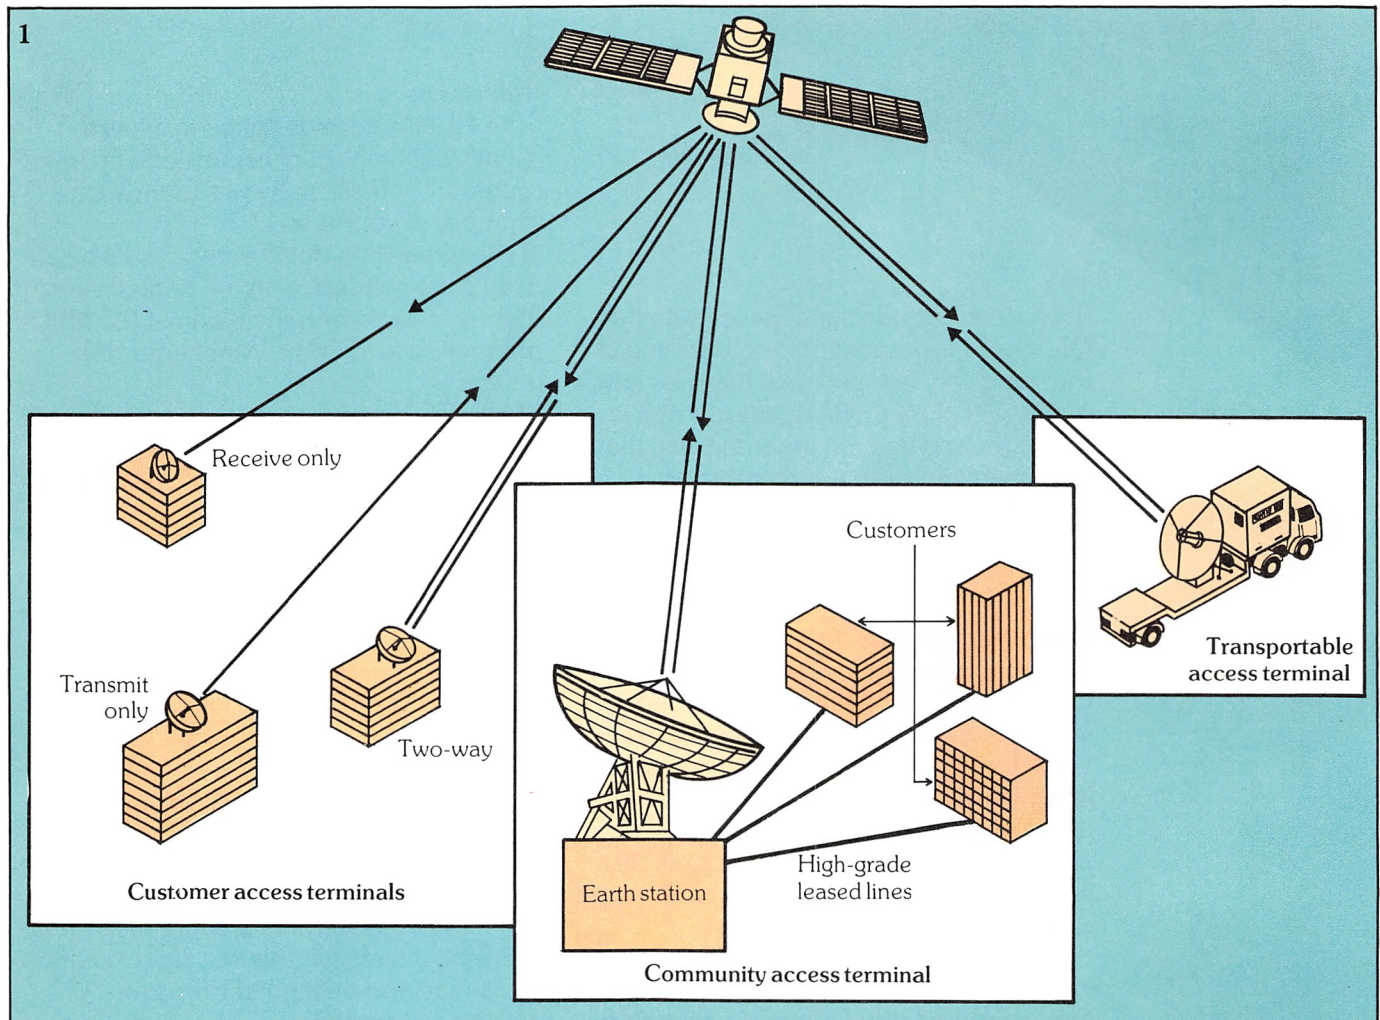 1
Receive only
Transmit
only
Two-way
Customer access terminals
Customers
Earth station
High-grade
leased lines
Community access terminal
Transportable
access terminal